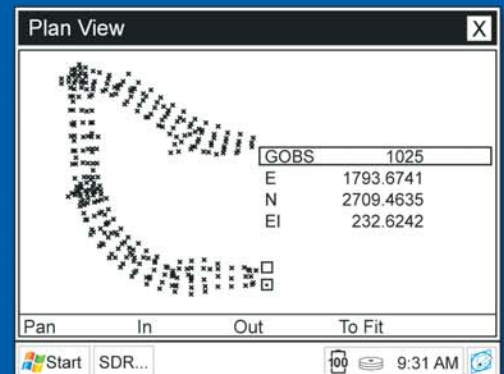 Plan View X
GOBS 1025
E 1793.6741
N 2709.4635
El 232.6242
Pan In Out To Fit
Start SDR... 100 9:31 AM